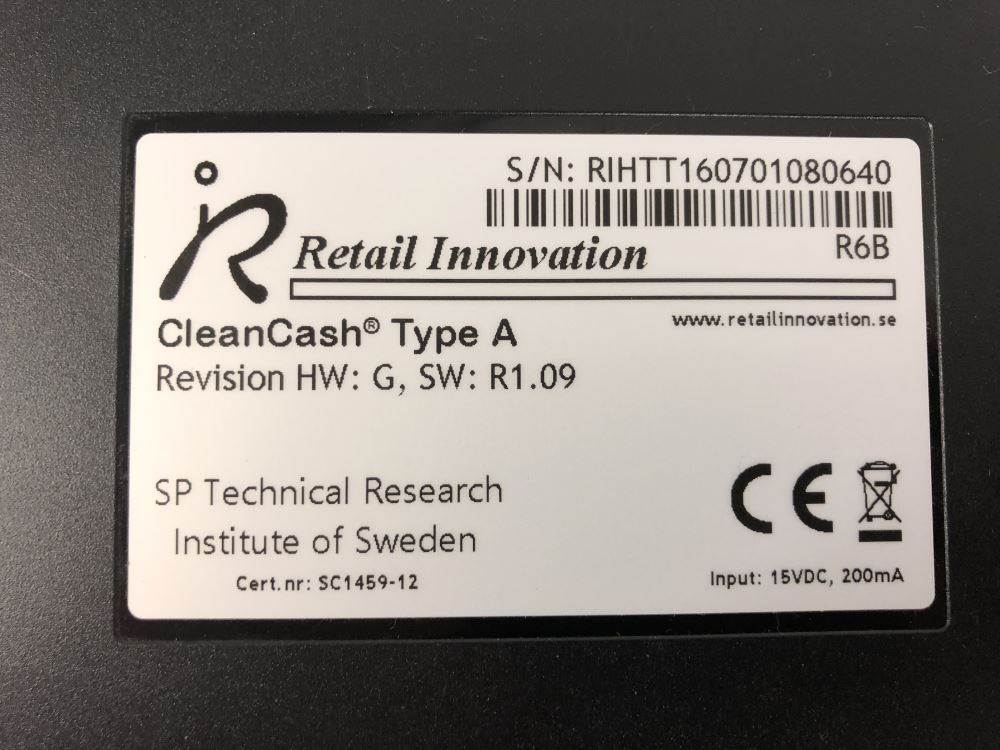 S/N: RIHTT160701080640
R6B
Retail Innovation
www.retailinnovation.se
CleanCash® Type A
Revision HW: G, SW: R1.09
SP Technical Research
Institute of Sweden
Cert.nr: SC1459-12
CE
Input: 15VDC, 200mA